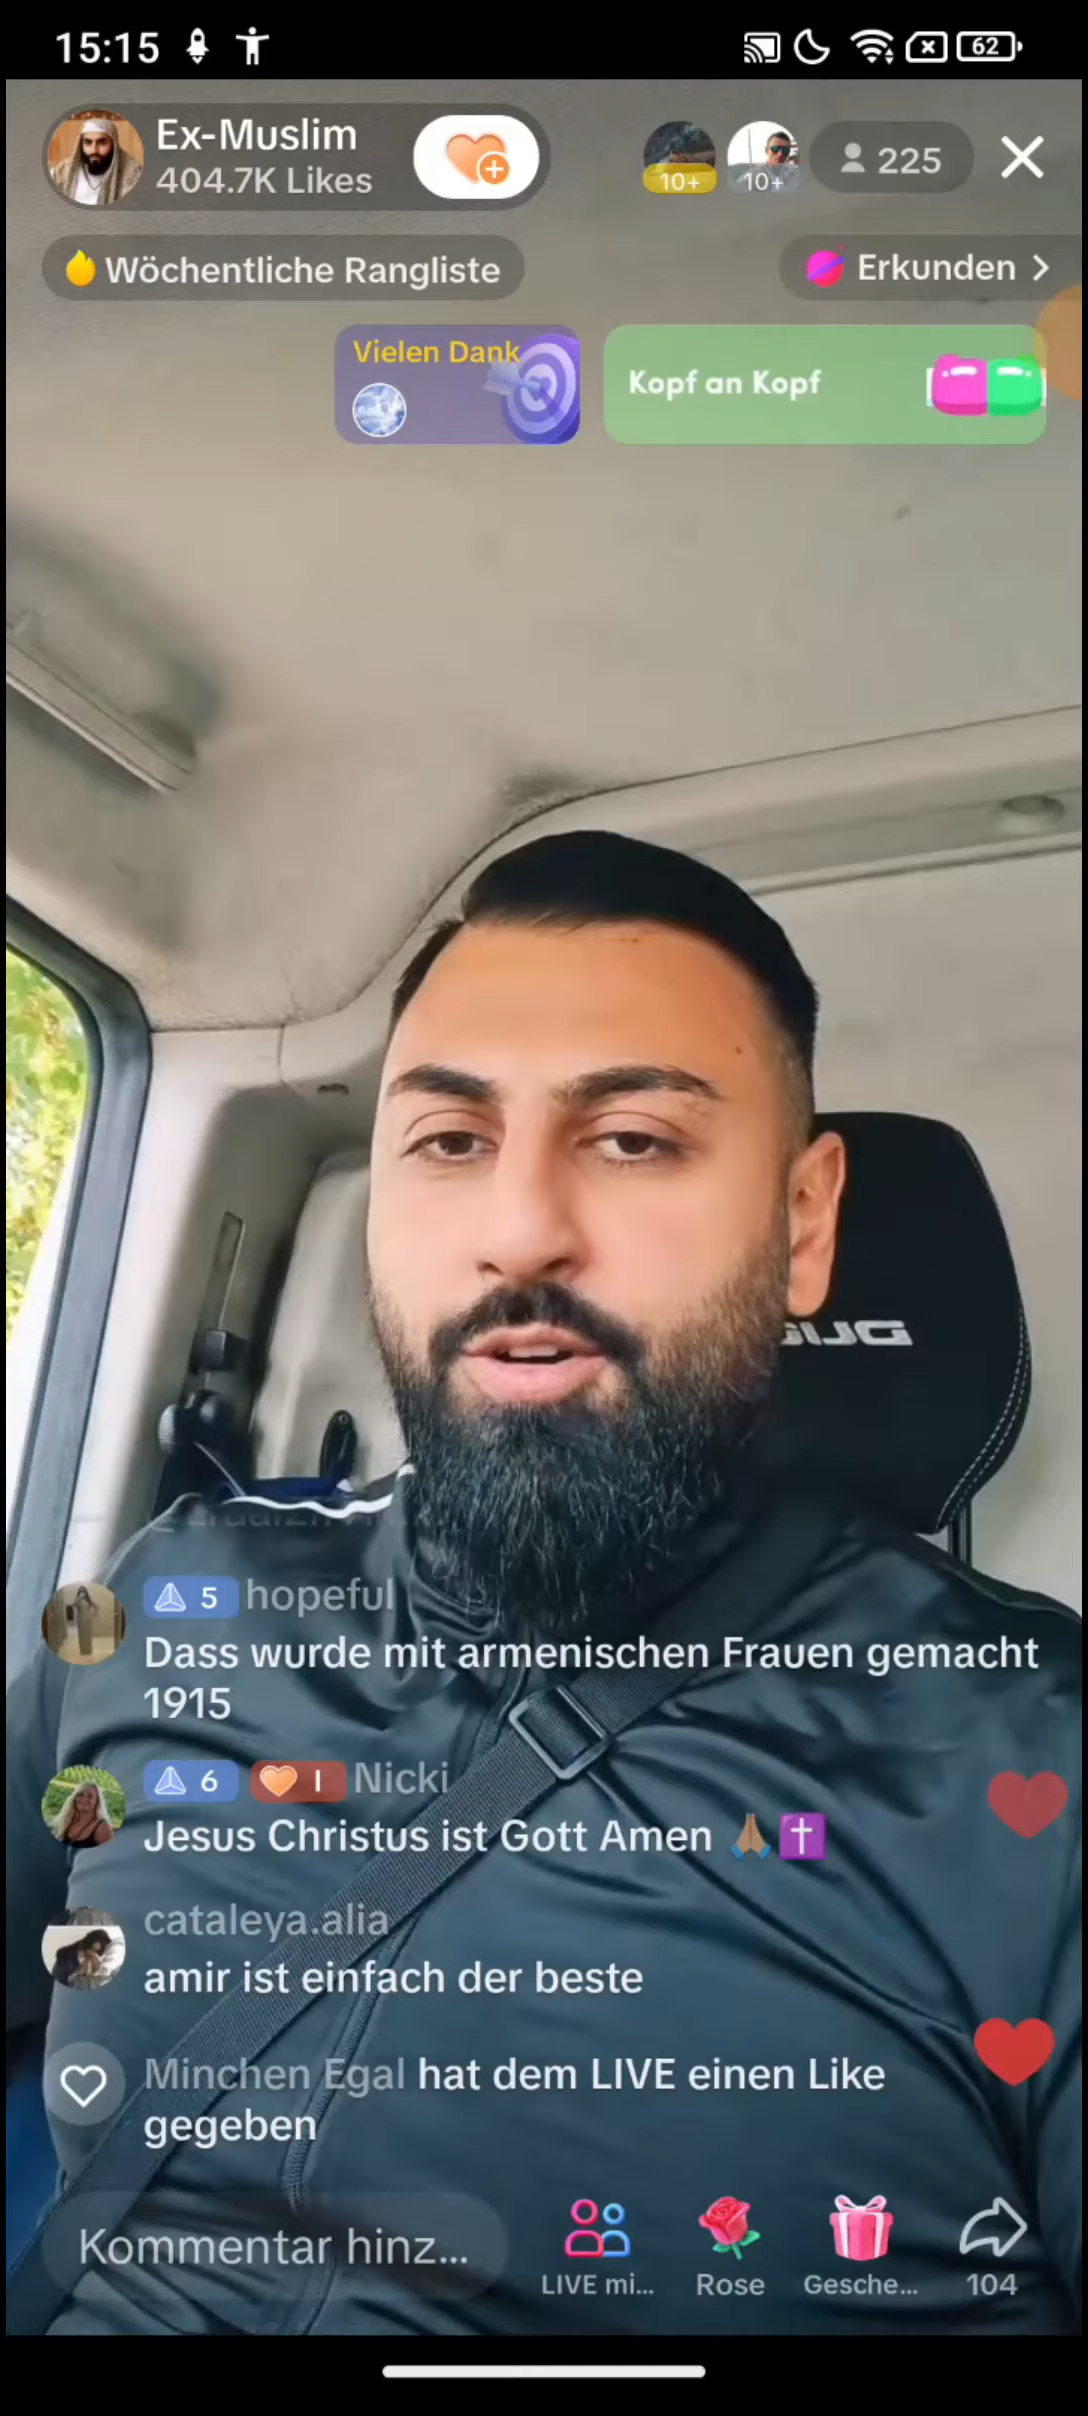 15:15
62
Ex-Muslim
404.7K Likes
10+
10+
225
Wöchentliche Rangliste
Erkunden
Vielen Dank
Kopf an Kopf
5 hopeful
Dass wurde mit armenischen Frauen gemacht
1915
6 I Nicki
Jesus Christus ist Gott Amen 🙏🏽✝️
cataleya.alia
amir ist einfach der beste
Minchen Egal hat dem LIVE einen Like
gegeben
Kommentar hinz...
LIVE mi...
Rose
Gesche...
104